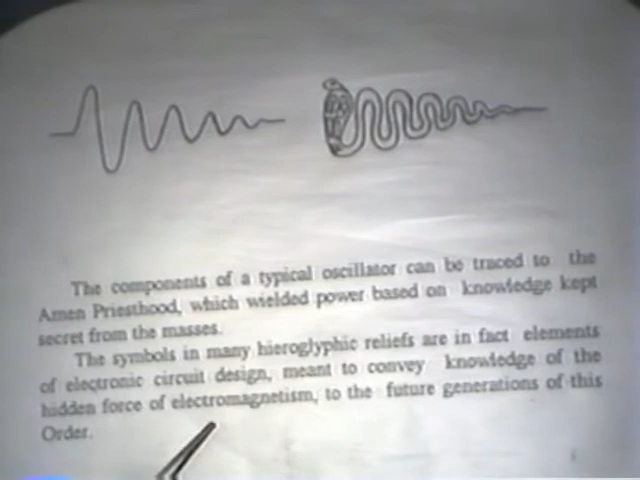 The components of a typical oscillator can be traced to the
Amen Priesthood, which wielded power based on knowledge kept
secret from the masses.
The symbols in many hieroglyphic reliefs are in fact elements
of electronic circuit design, meant to convey knowledge of the
hidden force of electromagnetism, to the future generations of this
Order.